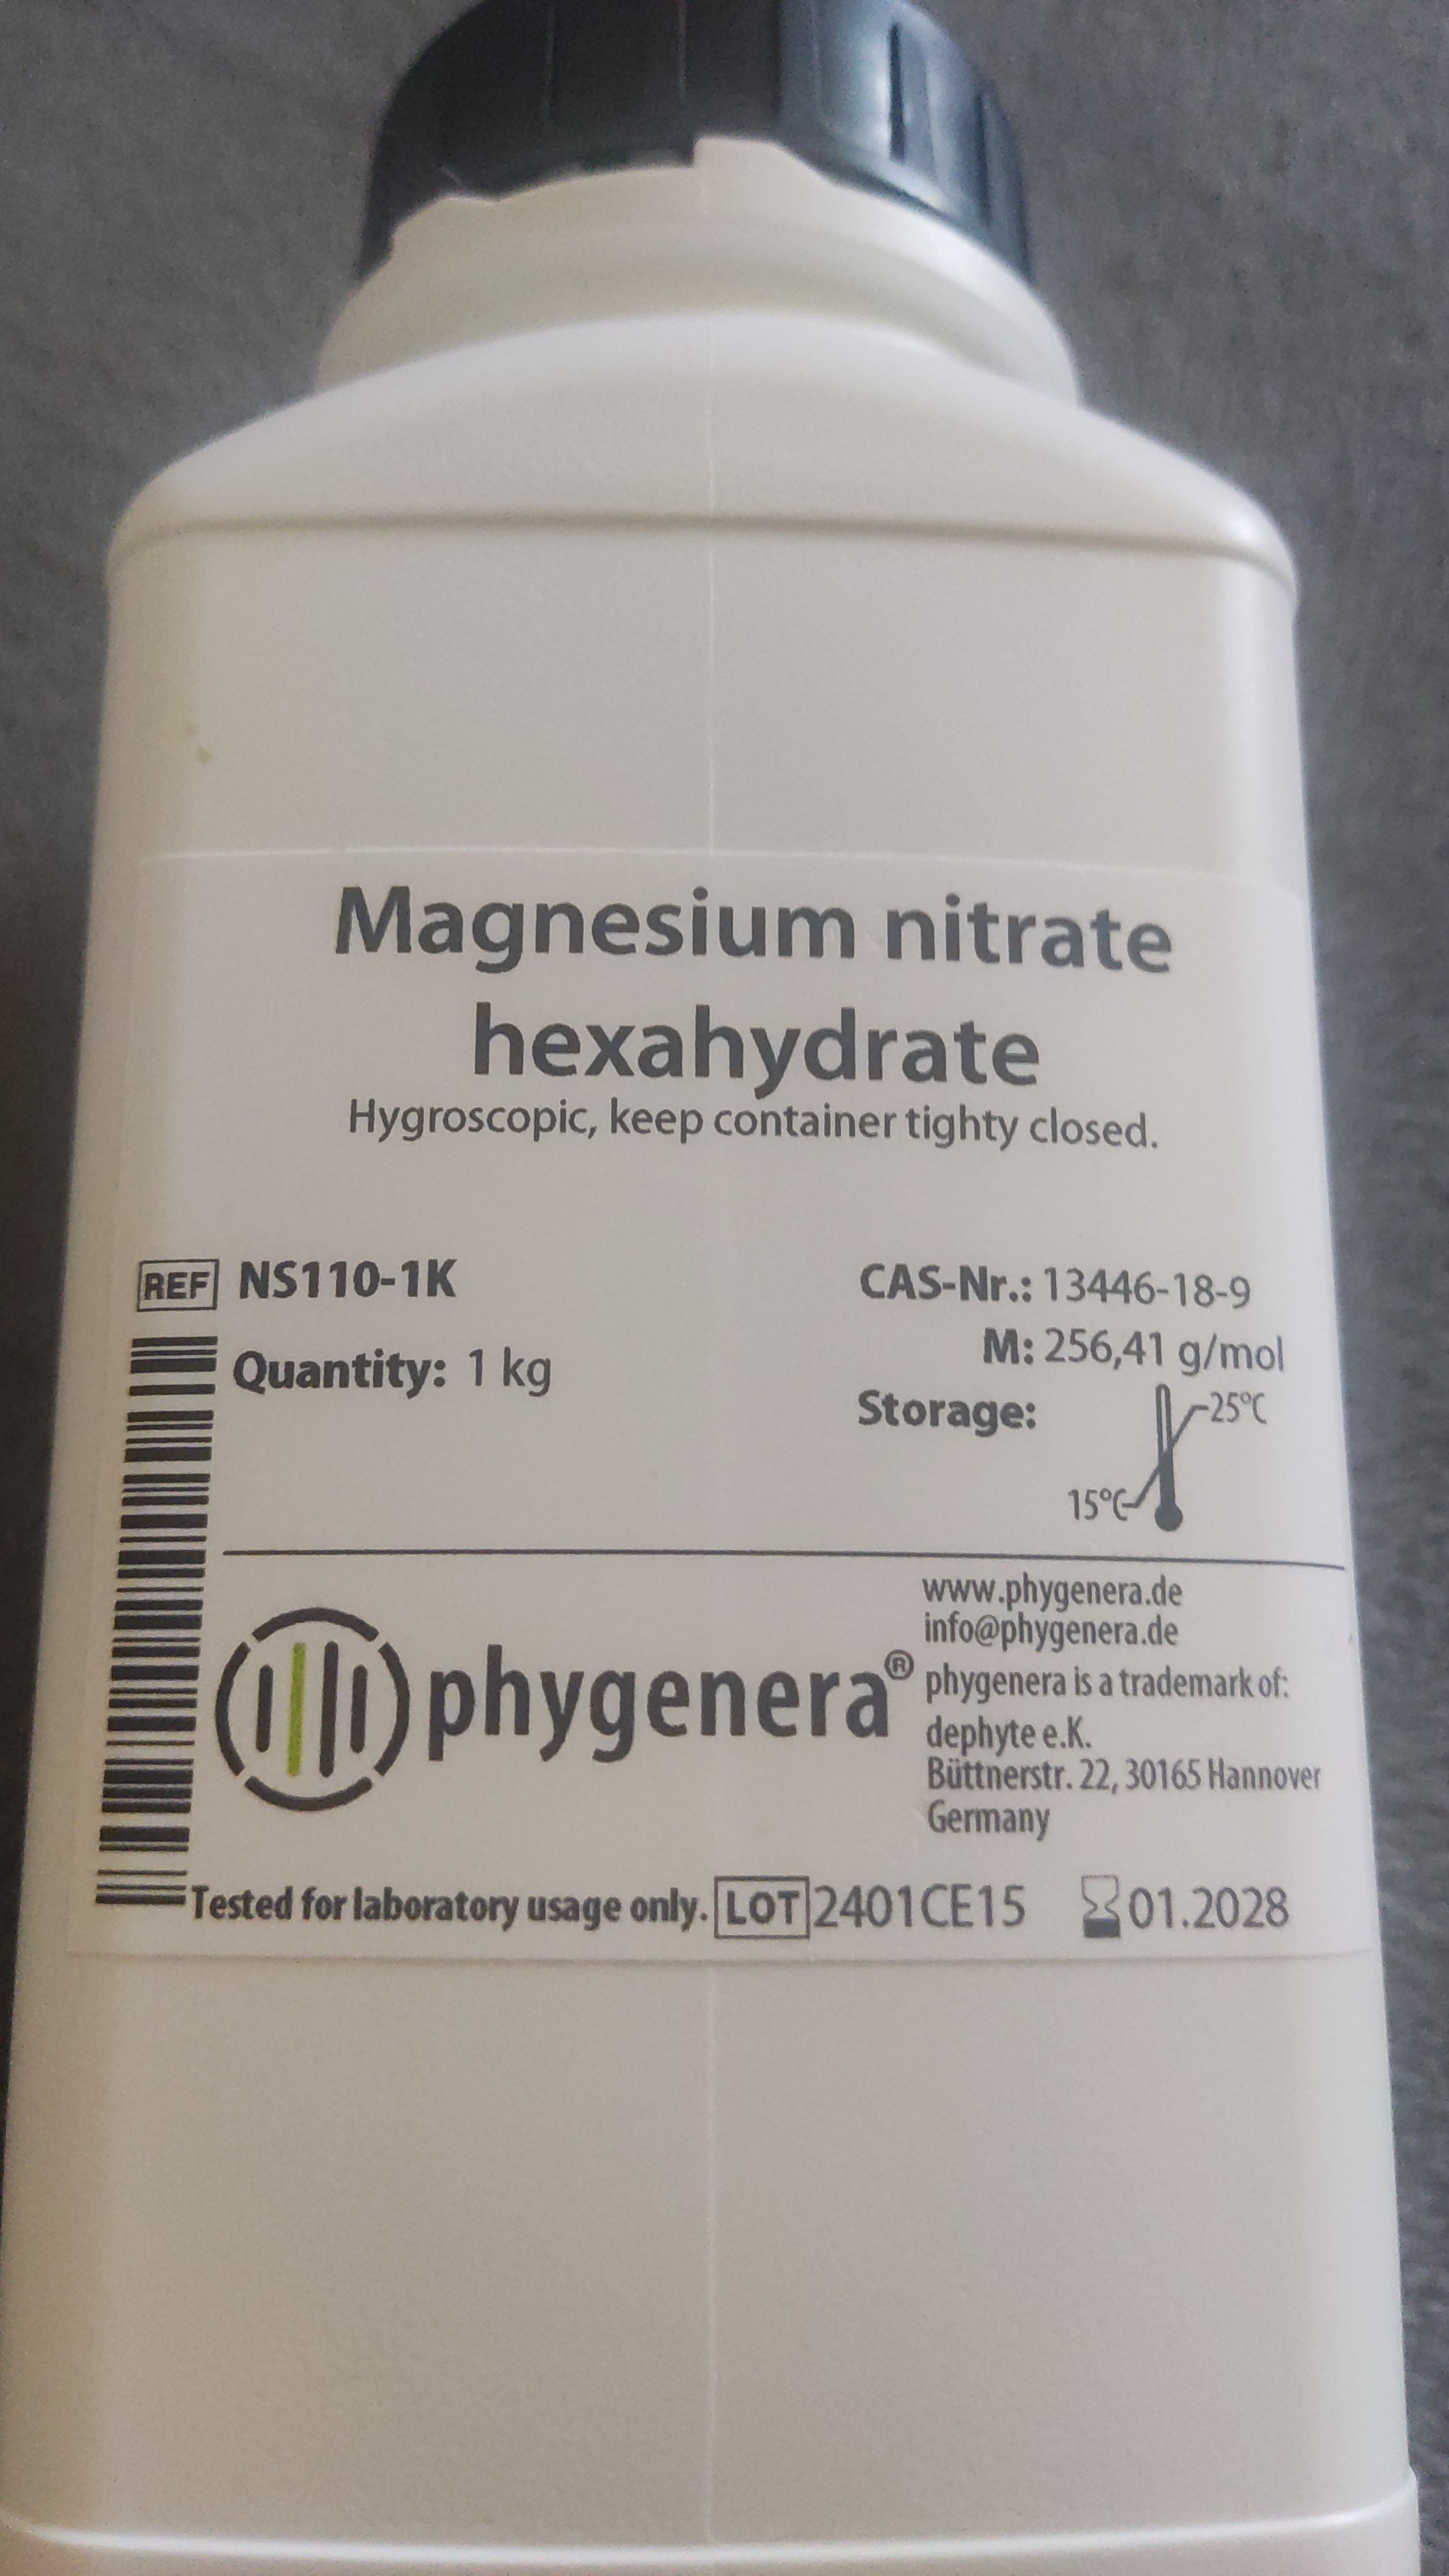 Magnesium nitrate
hexahydrate
Hygroscopic, keep container tighty closed.
REF NS110-1K
Quantity: 1 kg
CAS-Nr.: 13446-18-9
M: 256,41 g/mol
Storage:
25°C
15°C
phygenera®
www.phygenera.de
info@phygenera.de
phygenera is a trademark of:
dephyte e.K.
Büttnerstr. 22, 30165 Hannover
Germany
Tested for laboratory usage only. LOT 2401CE15 01.2028